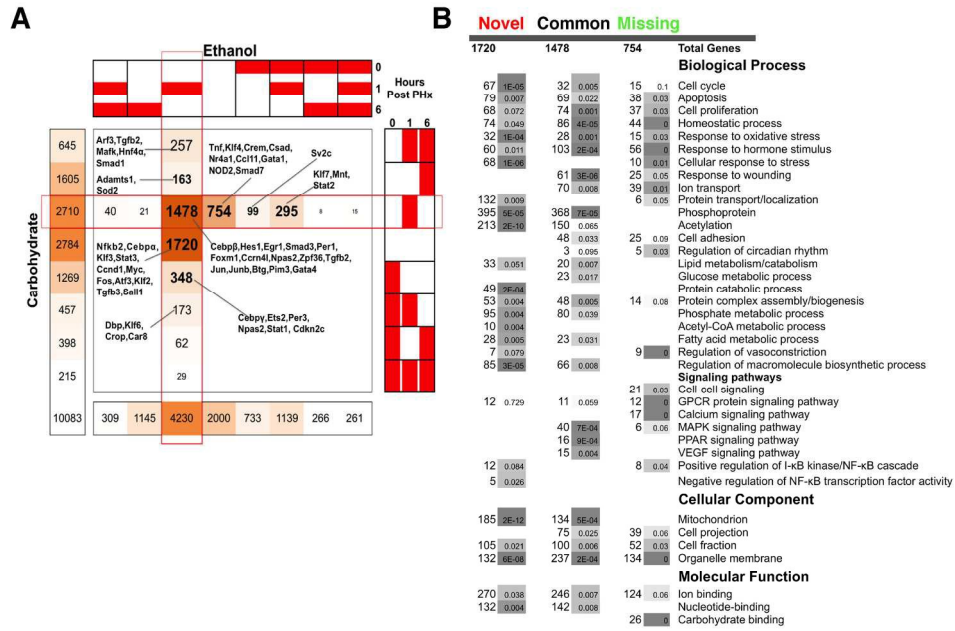 A
Ethanol
0
Hours
1
Post PHx
6
0 1 6
Carbohydrate
645
1605
2710
2784
1269
457
398
215
10083
Arf3,Tgfb2,
Mafk,Hnf4α,
Smad1
257
Adamts1,
Sod2
163
Tnf,Klf4,Crem,Csad,
Nr4a1,Ccl11,Gata1,
NOD2,Smad7
Sv2c
Klf7,Mnt,
Stat2
40 21 1478 754 99 295 8 15
Nfkb2,Cebpα,
Klf3,Stat3,
Ccnd1,Myc,
Fos,Atf3,Klf2,
Tgfb3,Sall1
1720
Cebpβ,Hes1,Egr1,Smad3,Per1,
Foxm1,Ccrn4l,Npas2,Zpf36,Tgfb2,
Jun,Junb,Btg,Pim3,Gata4
348
Dbp,Klf6,
Crop,Car8
173
Cebpγ,Ets2,Per3,
Npas2,Stat1, Cdkn2c
62
29
309 1145 4230 2000 733 1139 266 261
B
Novel Common Missing
1720 1478 754 Total Genes
Biological Process
67 1E-05 32 0.005 15 0.1 Cell cycle
79 0.007 69 0.022 38 0.03 Apoptosis
68 0.072 74 0.001 37 0.03 Cell proliferation
74 0.049 86 4E-05 44 0 Homeostatic process
32 1E-04 28 0.001 15 0.03 Response to oxidative stress
60 0.011 103 2E-04 56 0 Response to hormone stimulus
68 1E-06 10 0.01 Cellular response to stress
61 3E-06 25 0.05 Response to wounding
70 0.008 39 0.01 Ion transport
132 0.009 6 0.05 Protein transport/localization
395 5E-05 368 7E-05 Phosphoprotein
213 2E-10 150 0.065 Acetylation
48 0.033 25 0.09 Cell adhesion
3 0.095 5 0.03 Regulation of circadian rhythm
33 0.051 20 0.007 Lipid metabolism/catabolism
23 0.017 Glucose metabolic process
49 2E-04 Protein catabolic process
53 0.004 48 0.005 14 0.08 Protein complex assembly/biogenesis
95 0.004 80 0.039 Phosphate metabolic process
10 0.004 Acetyl-CoA metabolic process
28 0.005 23 0.031 Fatty acid metabolic process
7 0.079 9 0 Regulation of vasoconstriction
85 3E-05 66 0.008 Regulation of macromolecule biosynthetic process
Signaling pathways
21 0.03 Cell-cell signaling
12 0.729 11 0.059 12 0 GPCR protein signaling pathway
17 0 Calcium signaling pathway
40 7E-04 6 0.06 MAPK signaling pathway
16 9E-04 PPAR signaling pathway
15 0.004 VEGF signaling pathway
12 0.084 8 0.04 Positive regulation of I-κB kinase/NF-κB cascade
5 0.026 Negative regulation of NF-κB transcription factor activity
Cellular Component
185 2E-12 134 5E-04 Mitochondrion
75 0.025 39 0.06 Cell projection
105 0.021 100 0.006 52 0.03 Cell fraction
132 6E-08 237 2E-04 134 0 Organelle membrane
Molecular Function
270 0.038 246 0.007 124 0.06 Ion binding
132 0.004 142 0.008 Nucleotide-binding
26 0 Carbohydrate binding